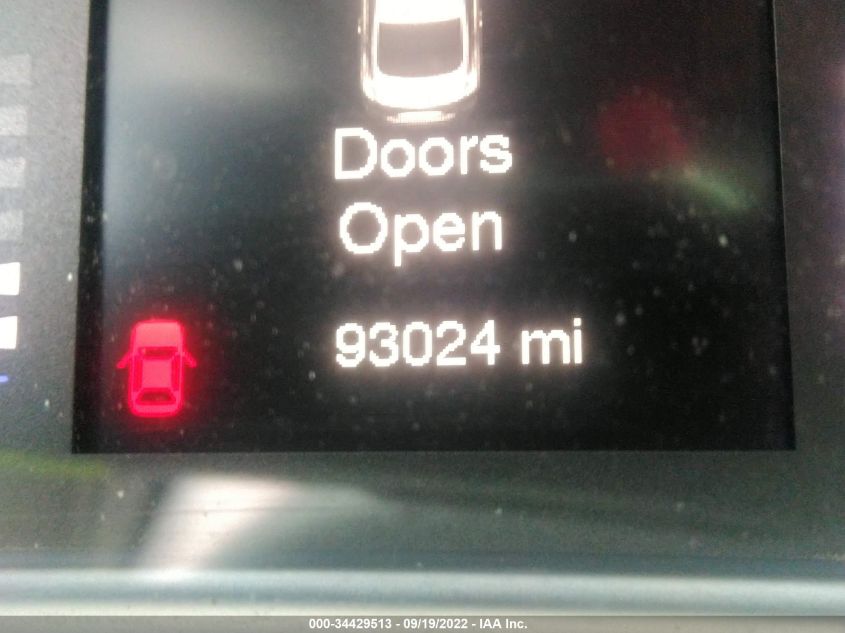 Doors
Open
93024 mi
000-34429513 - 09/19/2022 - IAA Inc.